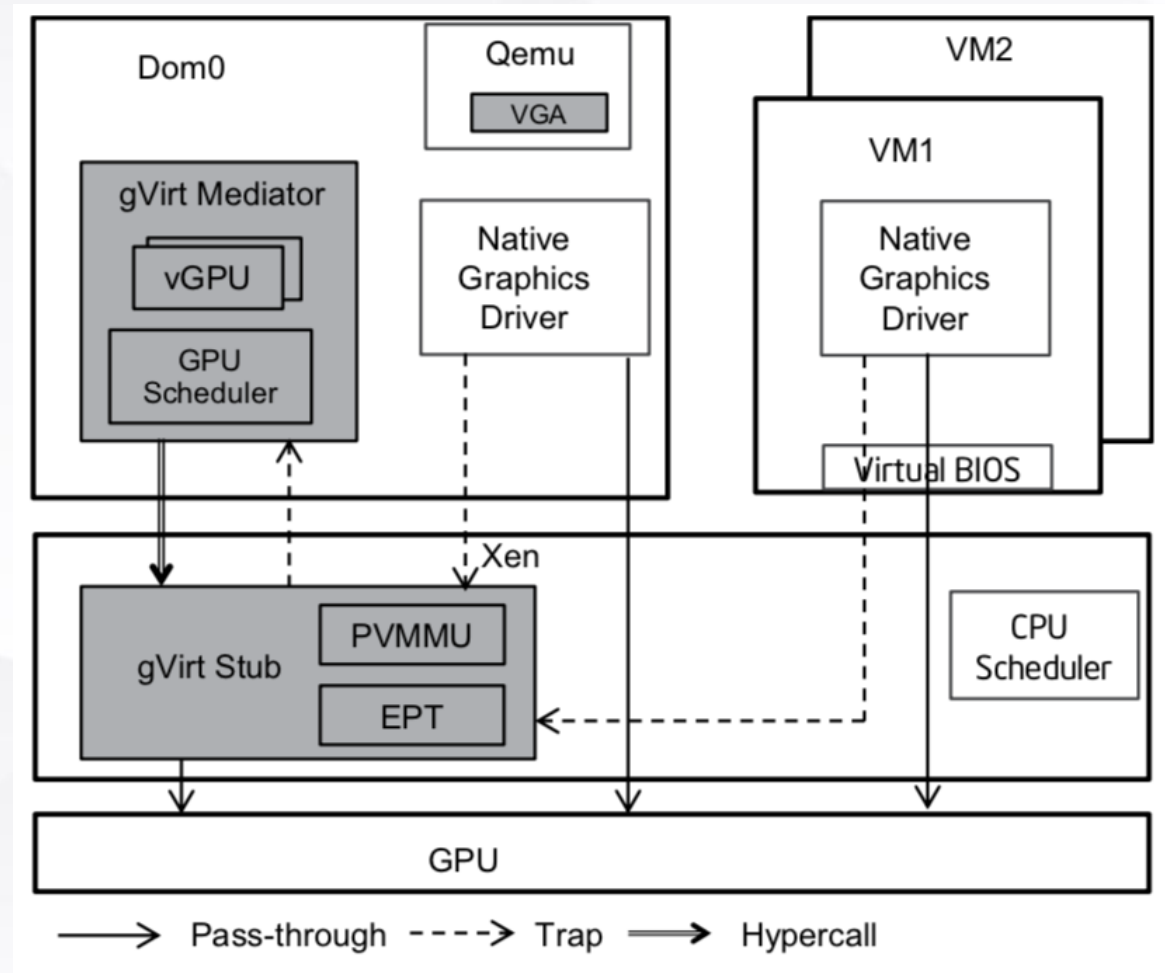 Dom0
Qemu
VGA
gVirt Mediator
vGPU
GPU
Scheduler
Native
Graphics
Driver
VM2
VM1
Native
Graphics
Driver
Virtual BIOS
Xen
gVirt Stub
PVMMU
EPT
CPU
Scheduler
GPU
Pass-through
Trap
Hypercall